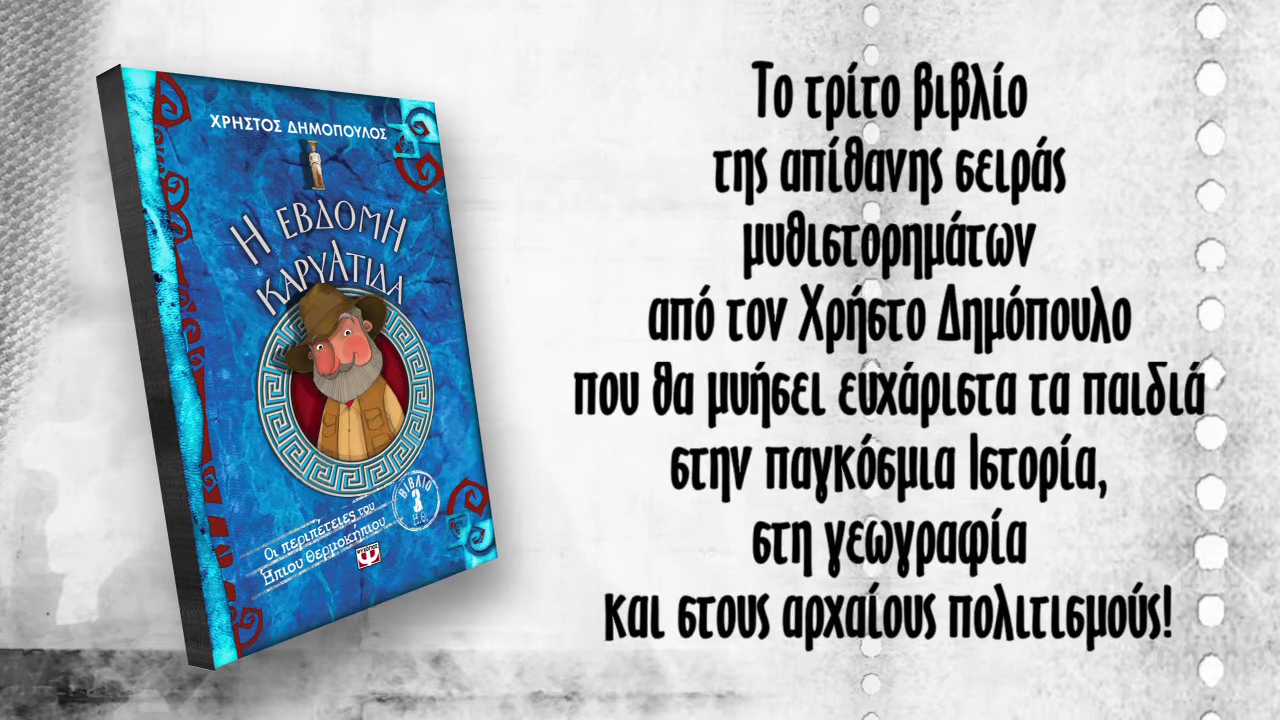 ΧΡΗΣΤΟΣ ΔΗΜΟΠΟΥΛΟΣ
Η ΕΒΔΟΜΗ
ΚΑΡΥΑΤΙΔΑ
ΒΙΒΛΙΟ
3
Η.Θ.
Οι περιπέτειες του
Ήπιου Θερμοκήπιου
Το τρίτο βιβλίο
της απίθανης σειράς
μυθιστορημάτων
από τον Χρήστο Δημόπουλο
που θα μυήσει ευχάριστα τα παιδιά
στην παγκόσμια Ιστορία,
στη γεωγραφία
και στους αρχαίους πολιτισμούς!